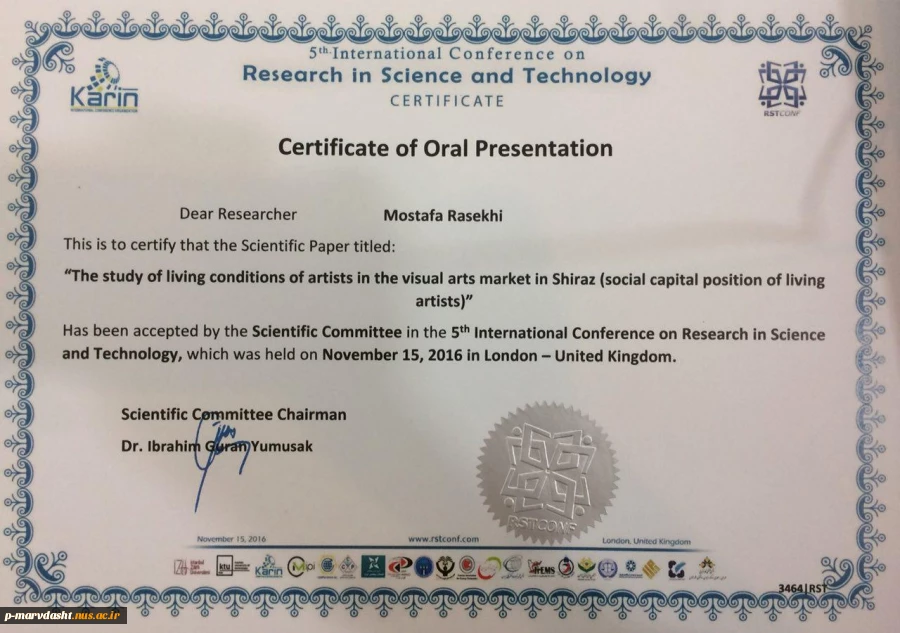 5th International Conference on
Research in Science and Technology
CERTIFICATE
Karin
RSTCONF
Certificate of Oral Presentation
Dear Researcher Mostafa Rasekhi
This is to certify that the Scientific Paper titled:
“The study of living conditions of artists in the visual arts market in Shiraz (social capital position of living
artists)”
Has been accepted by the Scientific Committee in the 5th International Conference on Research in Science
and Technology, which was held on November 15, 2016 in London – United Kingdom.
Scientific Committee Chairman
Dr. Ibrahim Guran Yumusak
RSTCONF
November 15, 2016 www.rstconf.com London, United Kingdom
ktu Karin
3464|RST
p-marvdasht.nus.ac.ir